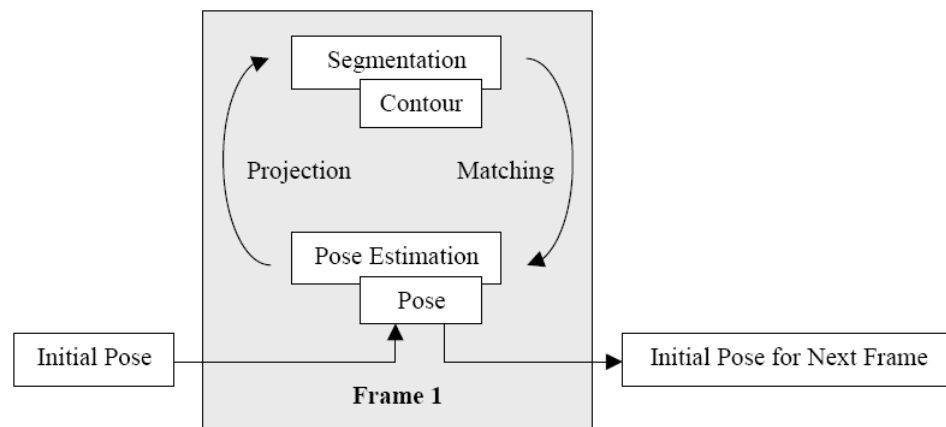 Segmentation
Contour
Projection
Matching
Pose Estimation
Pose
Initial Pose
Initial Pose for Next Frame
Frame 1